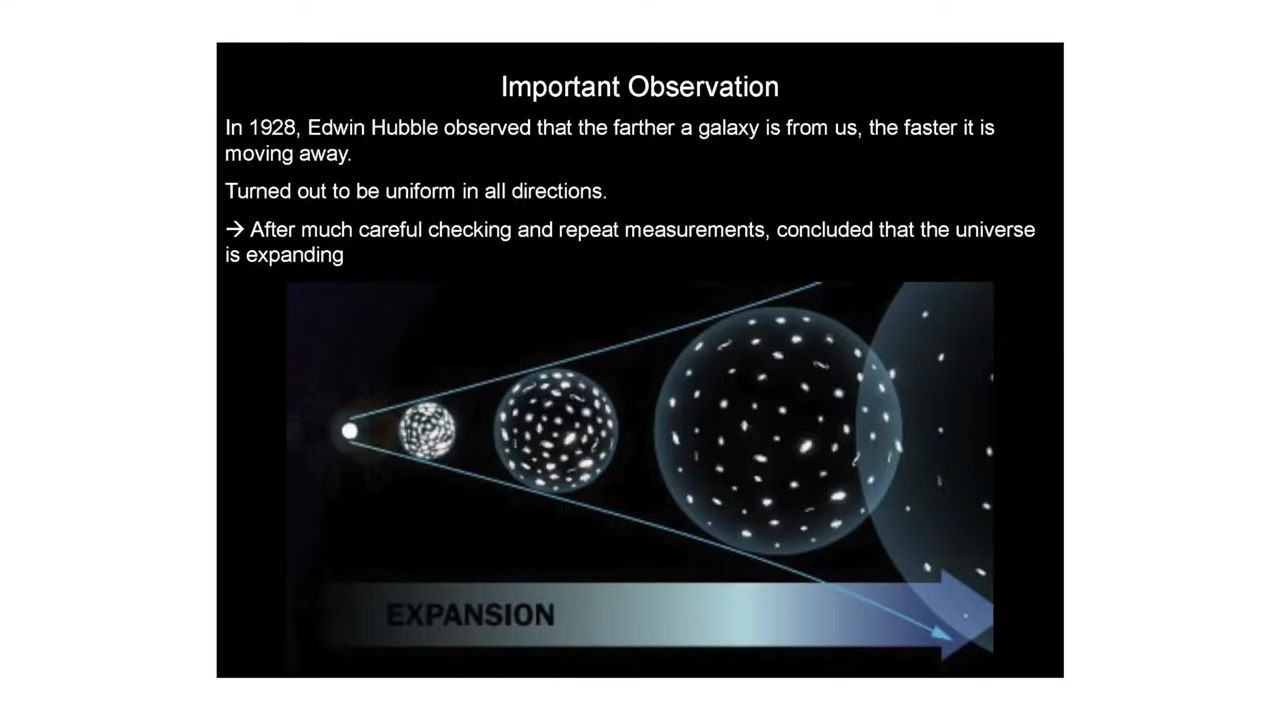 Important Observation
In 1928, Edwin Hubble observed that the farther a galaxy is from us, the faster it is
moving away.
Turned out to be uniform in all directions.
→ After much careful checking and repeat measurements, concluded that the universe
is expanding
EXPANSION